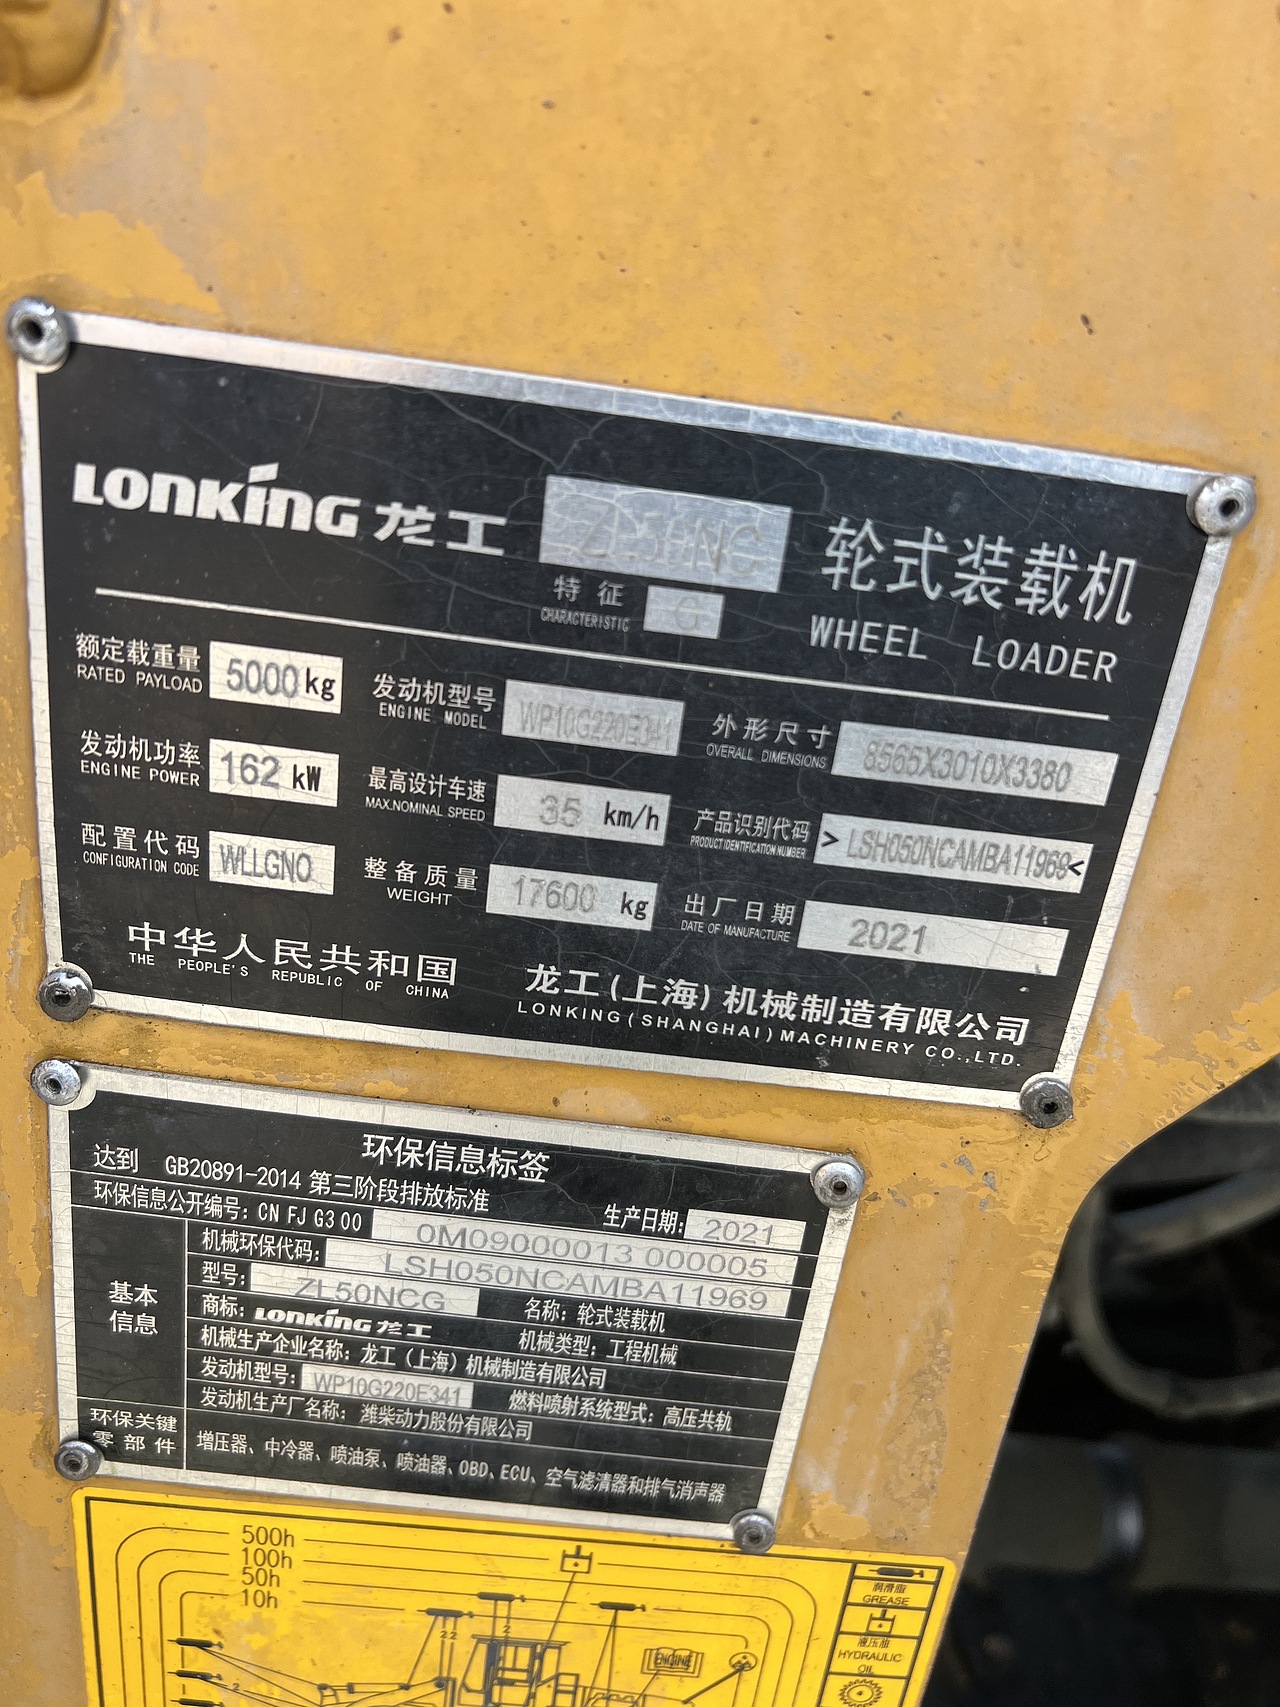 LONKING 龙工 ZL50NC 轮式装载机
特征 G
CHARACTERISTIC
WHEEL LOADER
额定载重量 5000 kg
RATED PAYLOAD
发动机型号 WP10G220E341
ENGINE MODEL
外形尺寸 8565X3010X3380
OVERALL DIMENSIONS
发动机功率 162 kW
ENGINE POWER
最高设计车速 35 km/h
MAX.NOMINAL SPEED
产品识别代码 >LSH050NCAMBA11969<
PRODUCT IDENTIFICATION NUMBER
配置代码 WLLGNO
CONFIGURATION CODE
整备质量 17600 kg
WEIGHT
出厂日期 2021
DATE OF MANUFACTURE
中华人民共和国
THE PEOPLE'S REPUBLIC OF CHINA
龙工(上海)机械制造有限公司
LONKING(SHANGHAI)MACHINERY CO.,LTD.
环保信息标签
达到 GB20891-2014 第三阶段排放标准
生产日期: 2021
环保信息公开编号: CN FJ G3 00 0M09000013 000005
基本信息
机械环保代码: LSH050NCAMBA11969
型号: ZL50NCG
名称: 轮式装载机
商标: LONKING 龙工
机械类型: 工程机械
机械生产企业名称: 龙工(上海)机械制造有限公司
发动机型号: WP10G220E341
燃料喷射系统型式: 高压共轨
发动机生产厂名称: 潍柴动力股份有限公司
环保关键零部件
增压器、中冷器、喷油泵、喷油器、OBD、ECU、空气滤清器和排气消声器
500h
100h
50h
10h
2 2
2
2
ENGINE
润滑脂
GREASE
液压油
HYDRAULIC
OIL